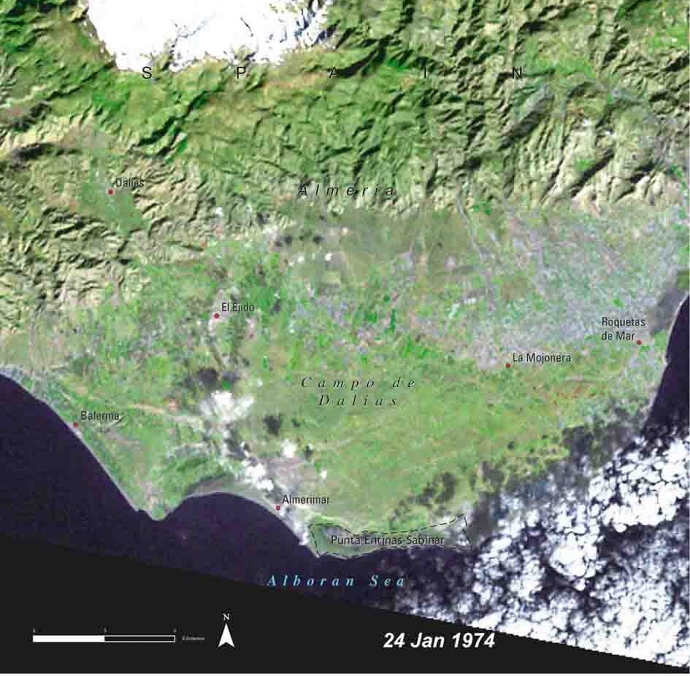 S P A I N
Dalias
Almeria
El Ejido
Roquetas
de Mar
La Mojonera
Campo de
Dalias
Balerma
Almerimar
Punta Entinas-Sabinar
Alboran Sea
N
Kilometers
24 Jan 1974